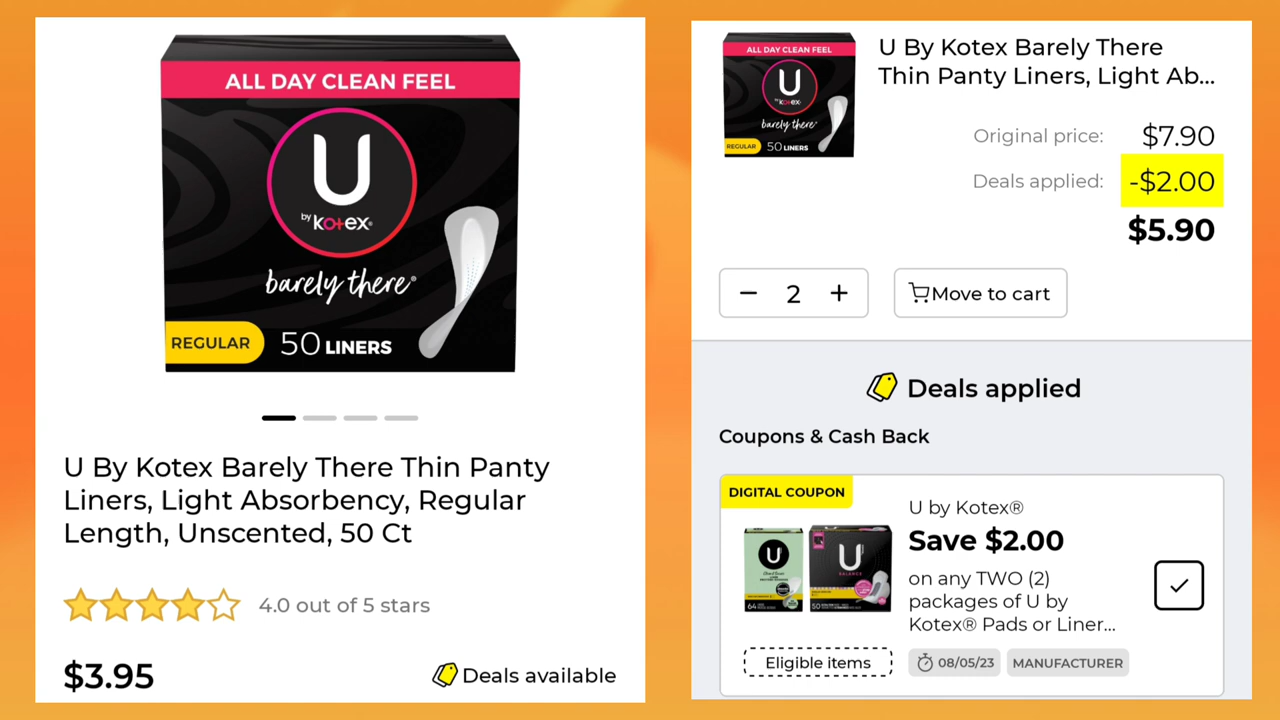 ALL DAY CLEAN FEEL
U
by kotex®
barely there®
REGULAR
50 LINERS
U By Kotex Barely There Thin Panty
Liners, Light Absorbency, Regular
Length, Unscented, 50 Ct
4.0 out of 5 stars
$3.95
Deals available
ALL DAY CLEAN FEEL
U
by kotex®
barely there®
REGULAR
50 LINERS
U By Kotex Barely There
Thin Panty Liners, Light Ab...
Original price: $7.90
Deals applied: -$2.00
$5.90
− 2 +
Move to cart
Deals applied
Coupons & Cash Back
DIGITAL COUPON
U by Kotex®
Save $2.00
on any TWO (2)
packages of U by
Kotex® Pads or Liner...
U
64
U
BALANCE
50
Eligible items
08/05/23
MANUFACTURER